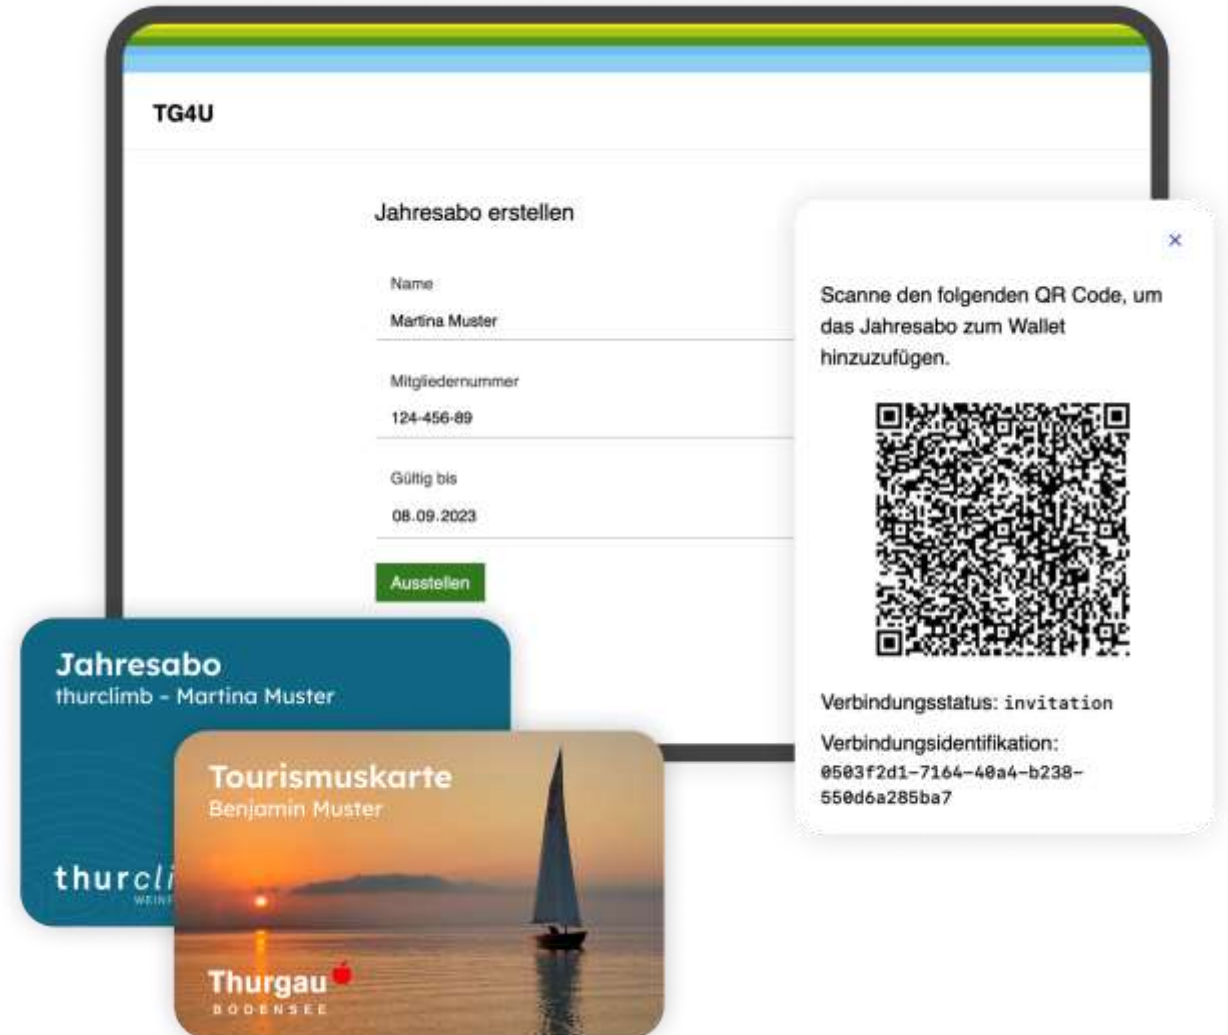 TG4U
Jahresabo erstellen
Name
Martina Muster
Mitgliedernummer
124-456-89
Gültig bis
08.09.2023
Ausstellen
×
Scanne den folgenden QR Code, um
das Jahresabo zum Wallet
hinzuzufügen.
Verbindungsstatus: invitation
Verbindungsidentifikation:
0503f2d1-7164-40a4-b238-
550d6a285ba7
Jahresabo
thurclimb – Martina Muster
thurcli
WEINF
Tourismuskarte
Benjamin Muster
Thurgau
BODENSEE